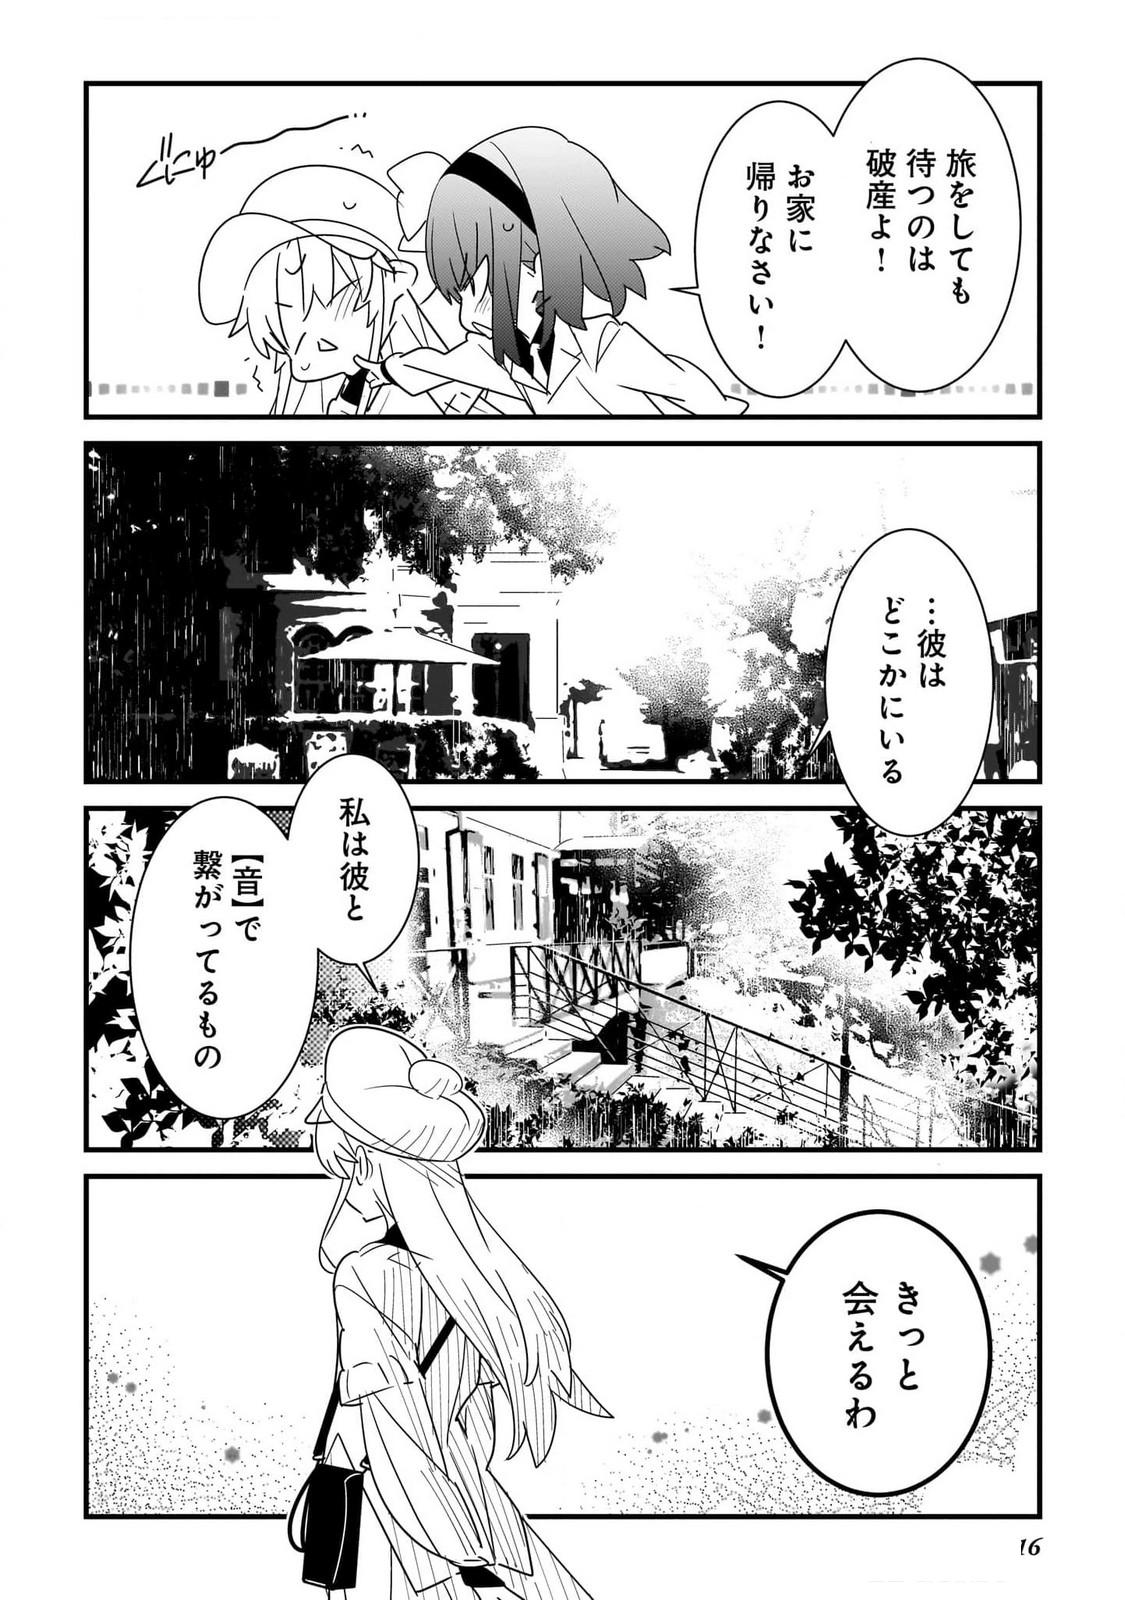 旅をしても
待つのは
破産よ！
お家に
帰りなさい！
ぐにゅ
…彼は
どこかにいる
私は彼と
【音】で
繋がってるもの
きっと
会えるわ
16